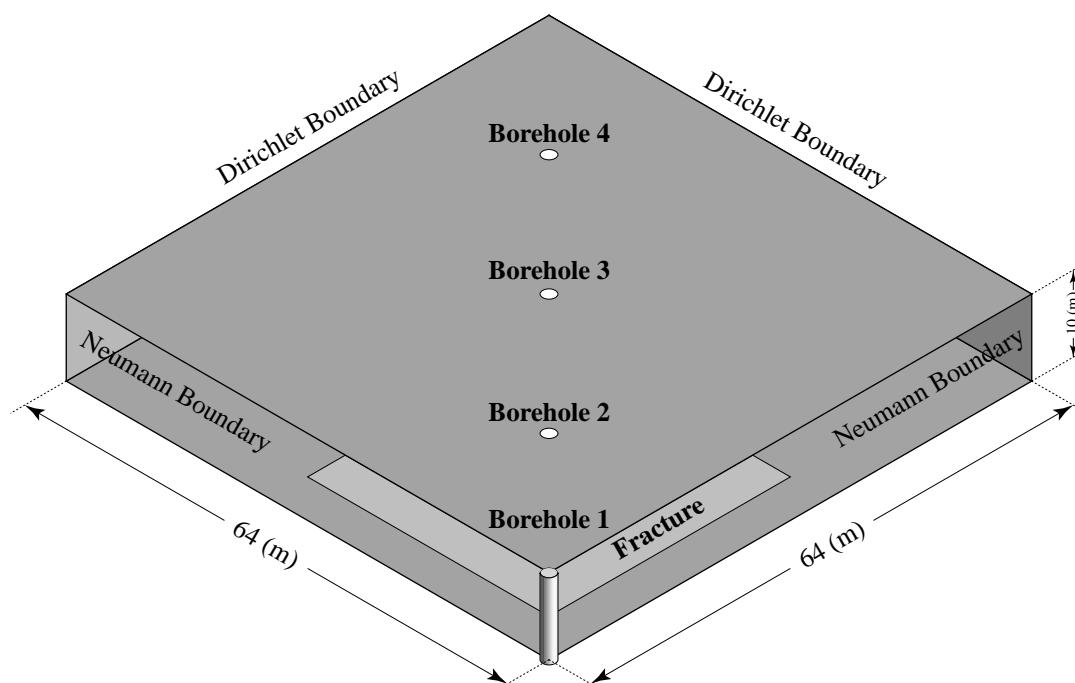 Dirichlet Boundary
Dirichlet Boundary
Borehole 4
Borehole 3
10 (m)
Neumann Boundary
Neumann Boundary
Borehole 2
Borehole 1
Fracture
64 (m)
64 (m)